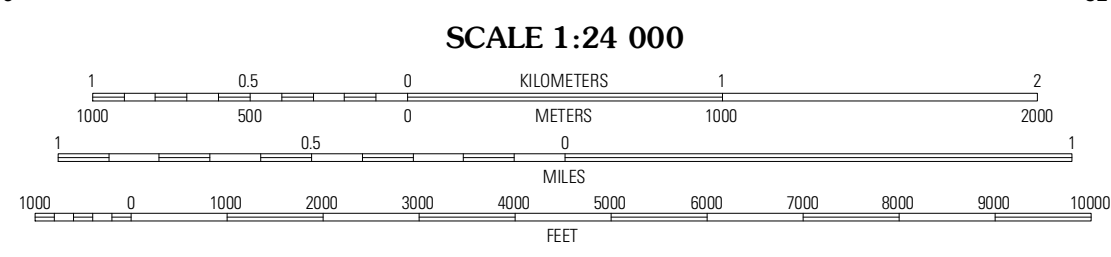 SCALE 1:24 000
1 0.5 0 KILOMETERS 1 2
1000 500 0 METERS 1000 2000
1 0.5 0 1
MILES
1000 0 1000 2000 3000 4000 5000 6000 7000 8000 9000 10000
FEET